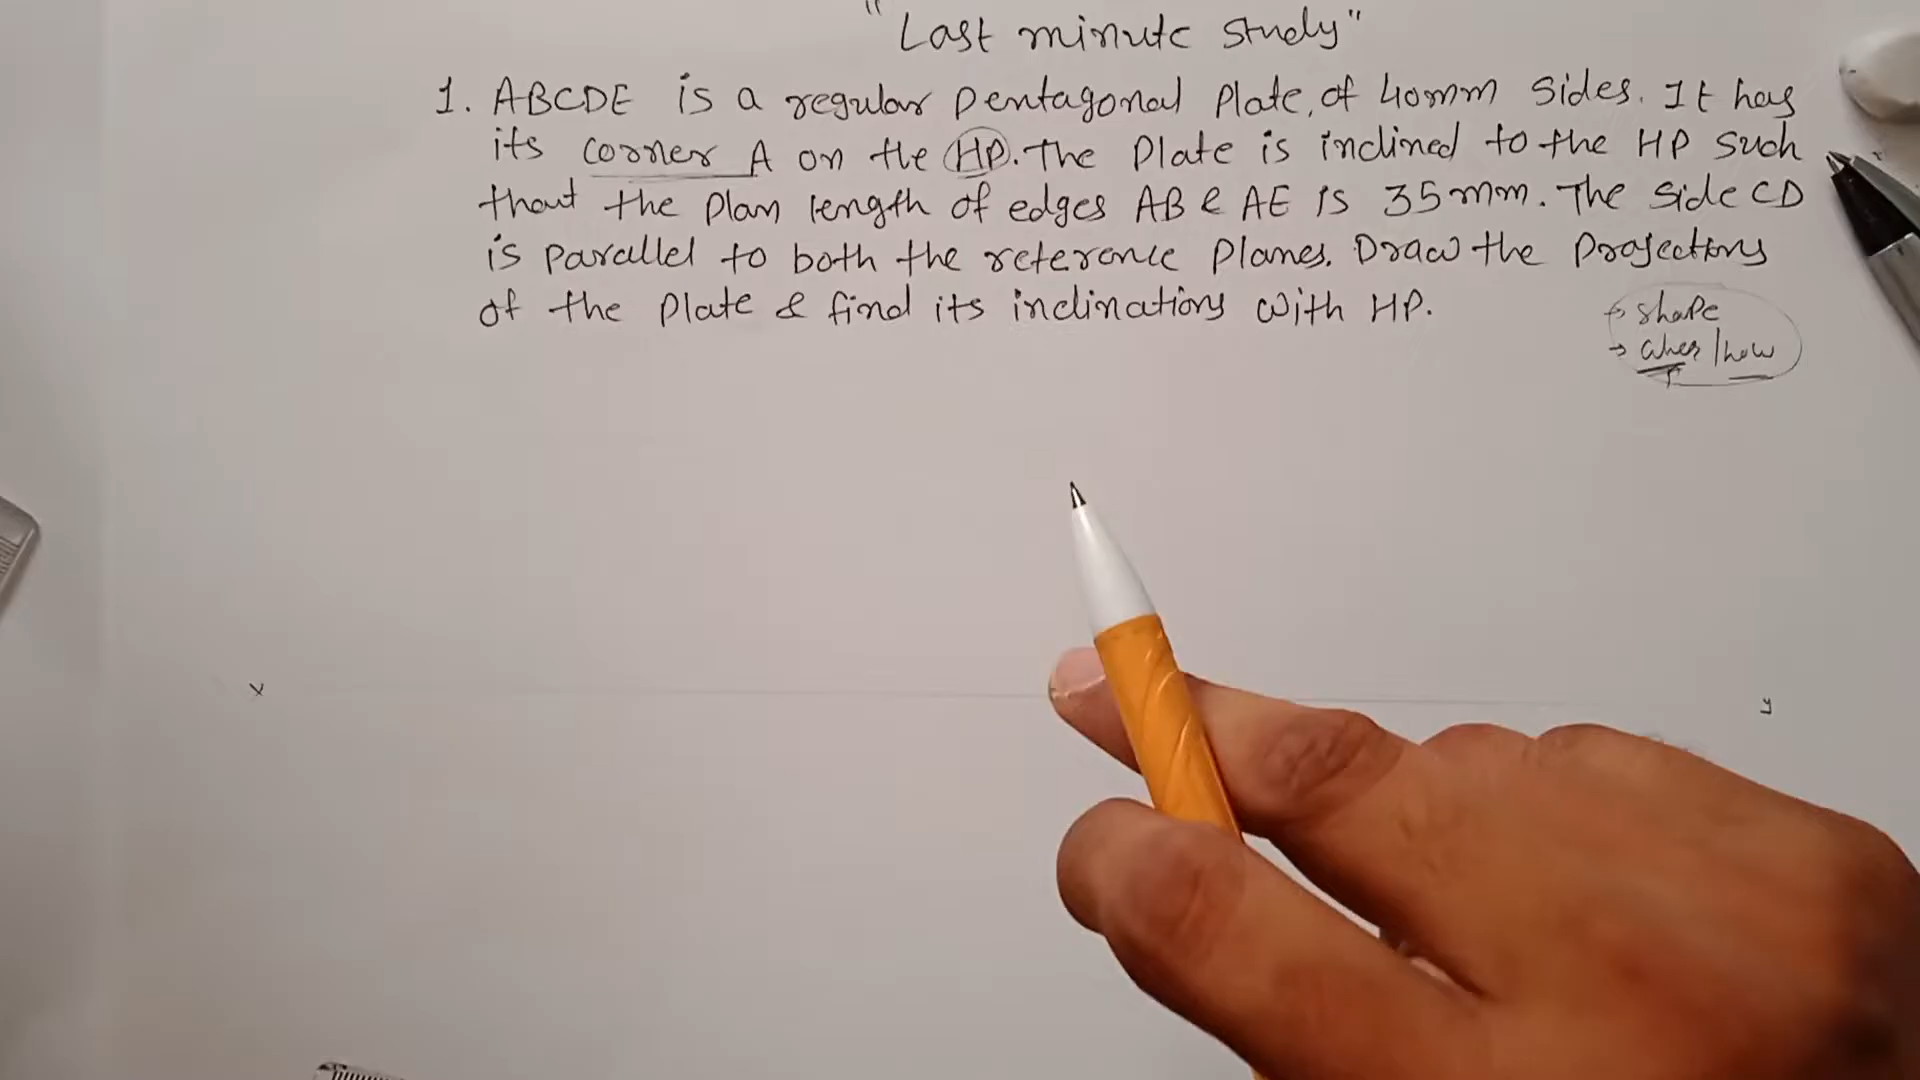 "Last minute study"
1. ABCDE is a regular pentagonal plate, of 40mm sides. It has
its corner A on the HP. The plate is inclined to the HP such
that the plan length of edges AB & AE is 35mm. The side CD
is parallel to both the reference planes. Draw the projections
of the plate & find its inclinations with HP.
→ shape
→ when / how
x y